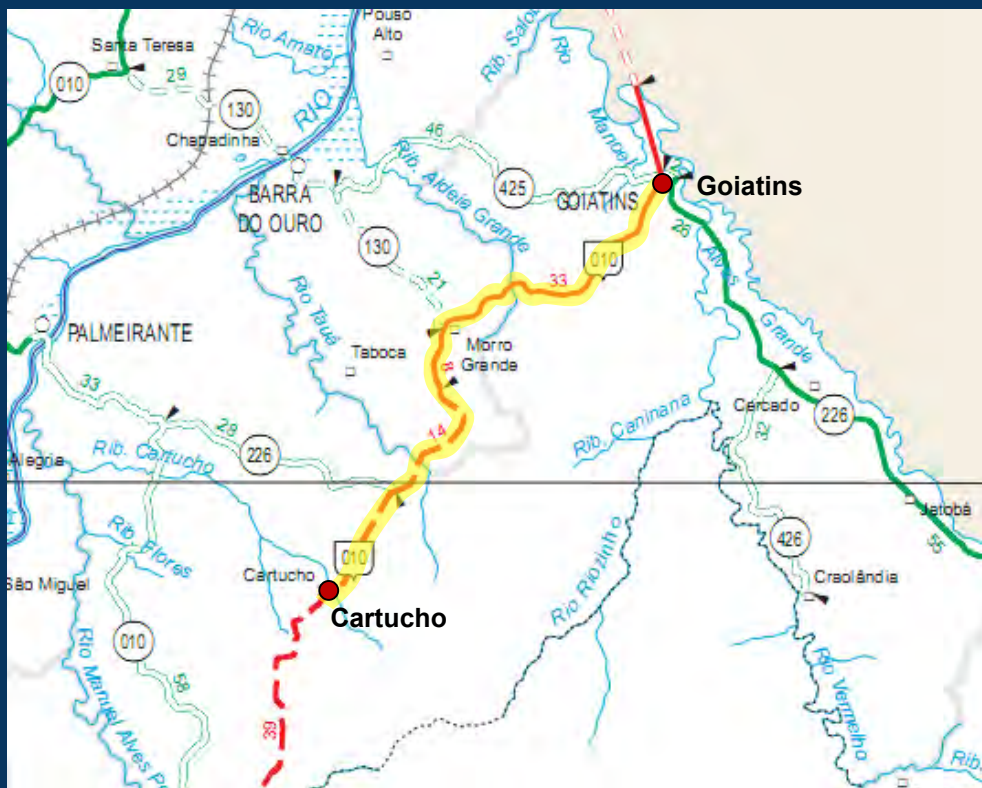 Pouso
Alto
Rio Amaró
Santa Teresa
010
29
130
RIO
Rib.
Rio
Manoel
Chapadinha
46
Rib. Aldeia Grande
425
BARRA
DO OURO
GOIATINS
Goiatins
26
Alves
Grande
130
010
33
21
Rio Tauá
PALMEIRANTE
Taboca
Morro
Grande
8
33
28
14
226
Rib. Cartucho
Alegria
Rib. Caninana
Cercado
32
226
Jatobá
55
Rib. Flores
Cartucho
010
426
São Miguel
Cartucho
Rio Riozinho
Craolândia
010
58
Rio Manuel Alves
39
Rio Vermelho
Rib.